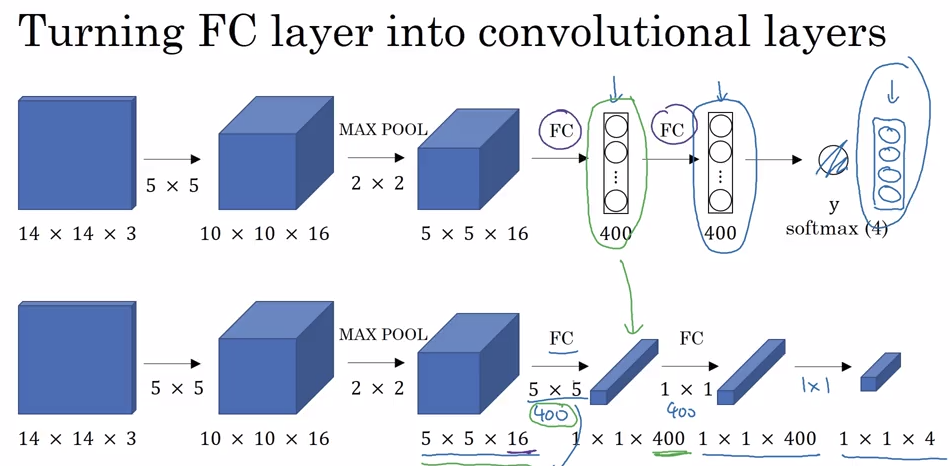 Turning FC layer into convolutional layers
MAX POOL FC FC
5 × 5 2 × 2
⋮ ⋮
y
14 × 14 × 3 10 × 10 × 16 5 × 5 × 16 400 400 softmax (4)
MAX POOL FC FC
5 × 5 2 × 2 5 × 5 1 × 1 1x1
400 400
14 × 14 × 3 10 × 10 × 16 5 × 5 × 16 1 × 1 × 400 1 × 1 × 400 1 × 1 × 4